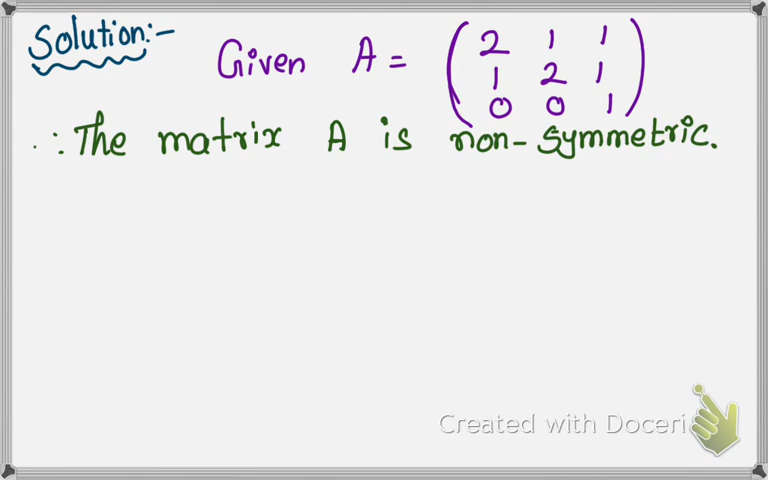 Solution:-
Given A = (2 1 1
1 2 1
0 0 1)
∴ The matrix A is non-symmetric.
Created with Doceri